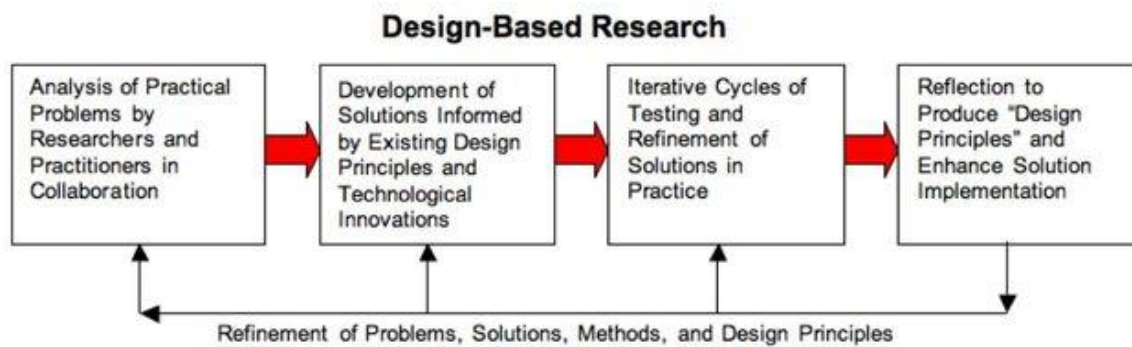 Design-Based Research
Analysis of Practical
Problems by
Researchers and
Practitioners in
Collaboration
Development of
Solutions Informed
by Existing Design
Principles and
Technological
Innovations
Iterative Cycles of
Testing and
Refinement of
Solutions in
Practice
Reflection to
Produce "Design
Principles" and
Enhance Solution
Implementation
Refinement of Problems, Solutions, Methods, and Design Principles